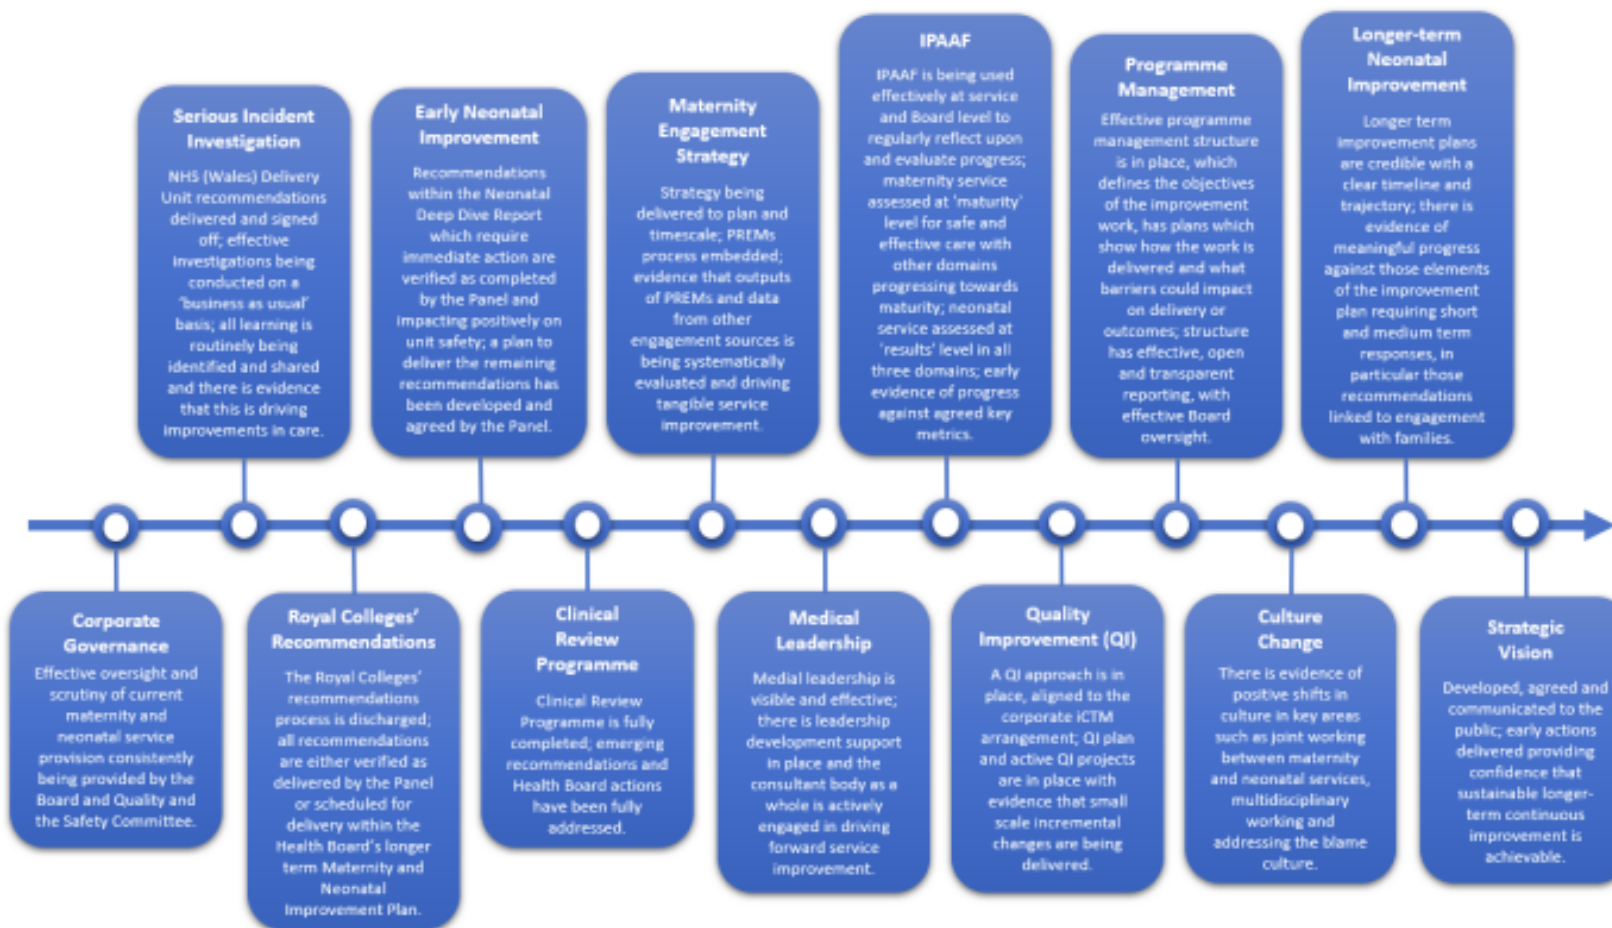 Serious Incident
Investigation
NHS (Wales) Delivery
Unit recommendations
delivered and signed
off; effective
investigations being
conducted on a
'business as usual'
basis; all learning is
routinely being
identified and shared
and there is evidence
that this is driving
improvements in care.
Early Neonatal
Improvement
Recommendations
within the Neonatal
Deep Dive Report
which require
immediate action are
verified as completed
by the Panel and
impacting positively on
unit safety; a plan to
deliver the remaining
recommendations has
been developed and
agreed by the Panel.
Maternity
Engagement
Strategy
Strategy being
delivered to plan and
timescale; PREMs
process embedded;
evidence that outputs
of PREMs and data
from other
engagement sources is
being systematically
evaluated and driving
tangible service
improvement.
IPAAF
IPAAF is being used
effectively at service
and Board level to
regularly reflect upon
and evaluate progress;
maternity service
assessed at 'maturity'
level for safe and
effective care with
other domains
progressing towards
maturity; neonatal
service assessed at
'results' level in all
three domains; early
evidence of progress
against agreed key
metrics.
Programme
Management
Effective programme
management structure
is in place, which
defines the objectives
of the improvement
work, has plans which
show how the work is
delivered and what
barriers could impact
on delivery or
outcomes; structure
has effective, open
and transparent
reporting, with
effective Board
oversight.
Longer-term
Neonatal
Improvement
Longer term
improvement plans
are credible with a
clear timeline and
trajectory; there is
evidence of
meaningful progress
against those elements
of the improvement
plan requiring short
and medium term
responses, in
particular those
recommendations
linked to engagement
with families.
Corporate
Governance
Effective oversight and
scrutiny of current
maternity and
neonatal service
provision consistently
being provided by the
Board and Quality and
the Safety Committee.
Royal Colleges'
Recommendations
The Royal Colleges'
recommendations
process is discharged;
all recommendations
are either verified as
delivered by the Panel
or scheduled for
delivery within the
Health Board's longer
term Maternity and
Neonatal
Improvement Plan.
Clinical
Review
Programme
Clinical Review
Programme is fully
completed; emerging
recommendations and
Health Board actions
have been fully
addressed.
Medical
Leadership
Medial leadership is
visible and effective;
there is leadership
development support
in place and the
consultant body as a
whole is actively
engaged in driving
forward service
improvement.
Quality
Improvement (QI)
A QI approach is in
place, aligned to the
corporate iCTM
arrangement; QI plan
and active QI projects
are in place with
evidence that small
scale incremental
changes are being
delivered.
Culture
Change
There is evidence of
positive shifts in
culture in key areas
such as joint working
between maternity
and neonatal services,
multidisciplinary
working and
addressing the blame
culture.
Strategic
Vision
Developed, agreed and
communicated to the
public; early actions
delivered providing
confidence that
sustainable longer-
term continuous
improvement is
achievable.